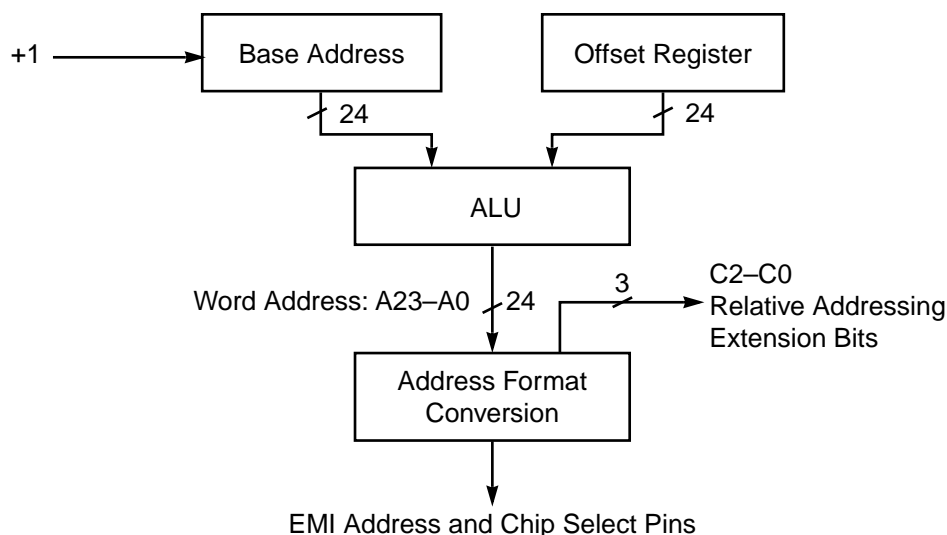 +1
Base Address
Offset Register
24
24
ALU
Word Address: A23–A0
24
3
C2–C0
Relative Addressing
Extension Bits
Address Format
Conversion
EMI Address and Chip Select Pins